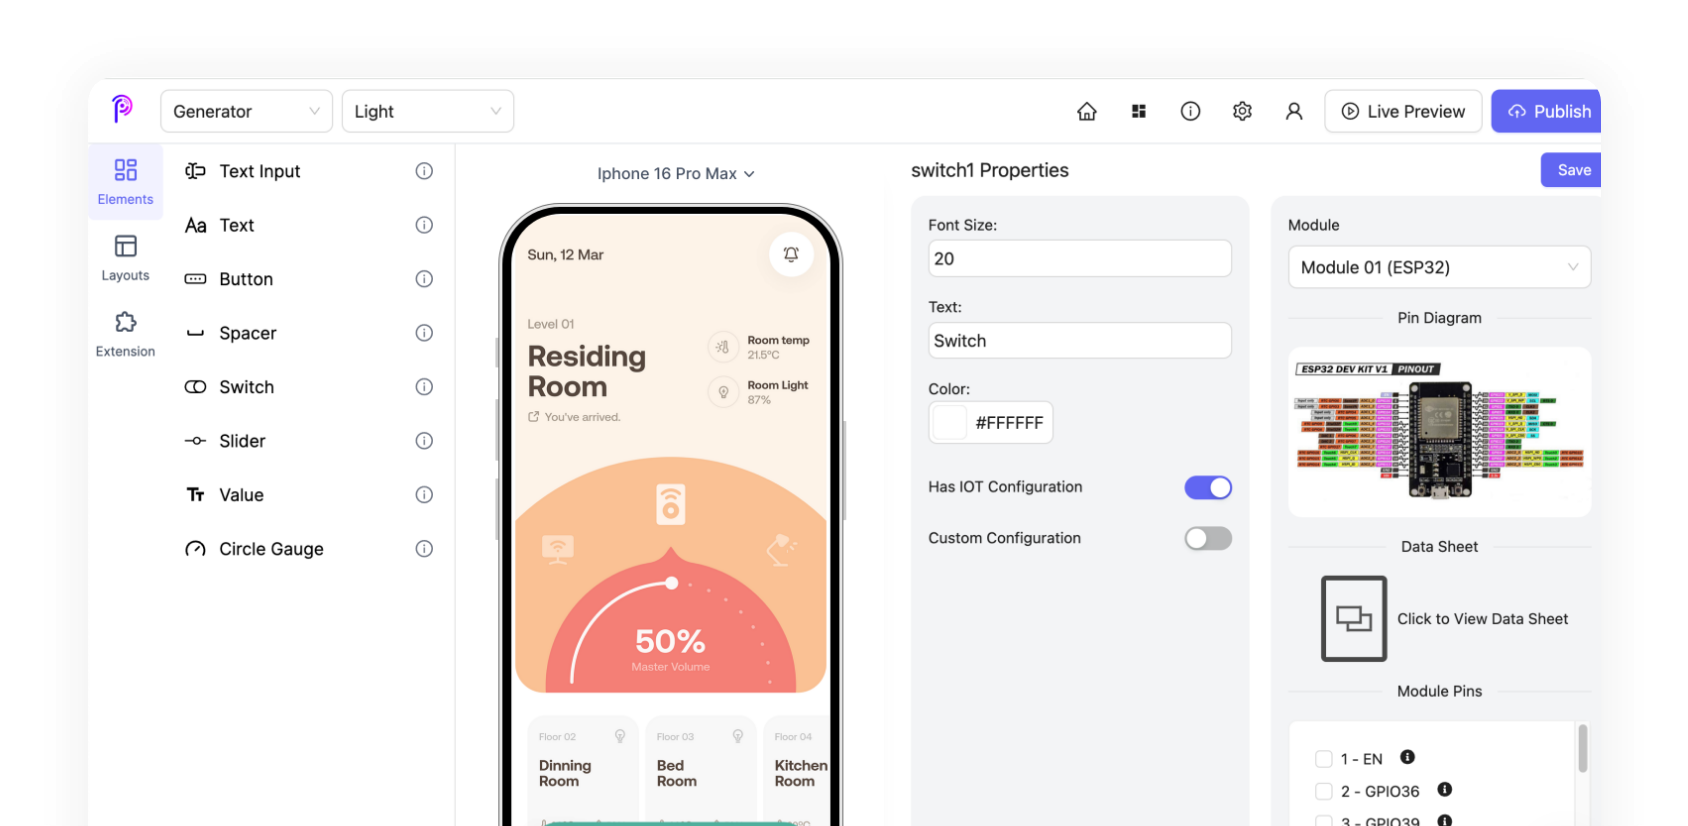 Generator
Light
Live Preview
Publish
Elements
Layouts
Extension
Text Input
Aa Text
Button
Spacer
Switch
Slider
Value
Circle Gauge
Iphone 16 Pro Max
Sun, 12 Mar
Level 01
Residing
Room
You've arrived.
Room temp
21.5°C
Room Light
87%
50%
Master Volume
Floor 02
Dinning
Room
Floor 03
Bed
Room
Floor 04
Kitchen
Room
switch1 Properties
Save
Font Size:
20
Text:
Switch
Color:
#FFFFFF
Has IOT Configuration
Custom Configuration
Module
Module 01 (ESP32)
Pin Diagram
ESP32 DEV KIT V1 PINOUT
Data Sheet
Click to View Data Sheet
Module Pins
1 - EN
2 - GPIO36
3 - GPIO39